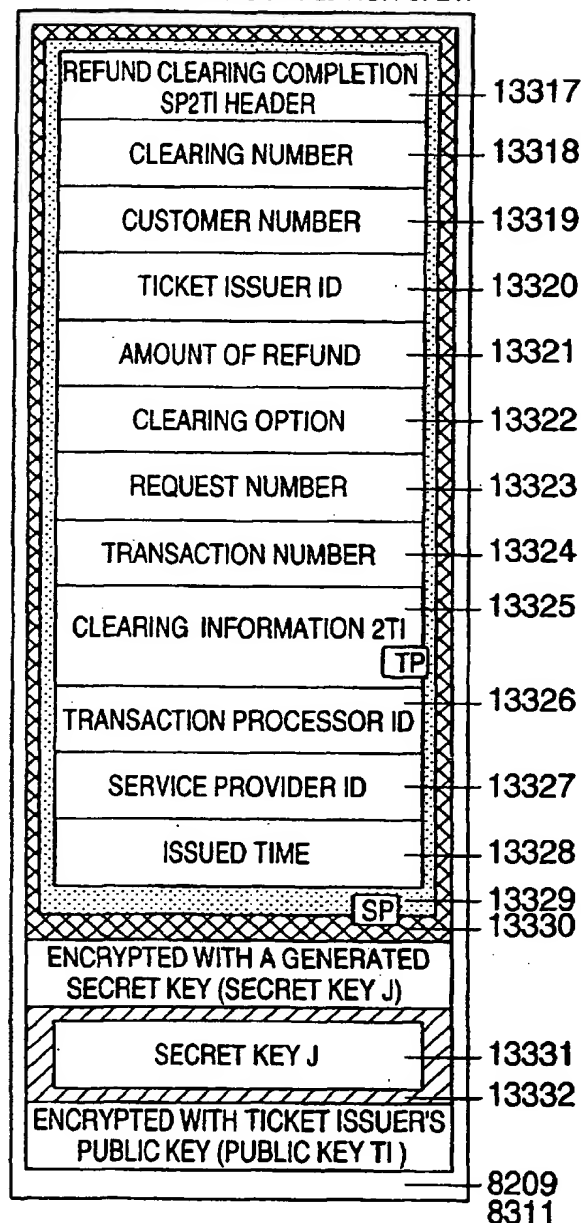 REFUND CLEARING COMPLETION
SP2TI HEADER
13317
CLEARING NUMBER
13318
CUSTOMER NUMBER
13319
TICKET ISSUER ID
13320
AMOUNT OF REFUND
13321
CLEARING OPTION
13322
REQUEST NUMBER
13323
TRANSACTION NUMBER
13324
13325
CLEARING INFORMATION 2TI
TP
13326
TRANSACTION PROCESSOR ID
SERVICE PROVIDER ID
13327
ISSUED TIME
13328
13329
SP
13330
ENCRYPTED WITH A GENERATED
SECRET KEY (SECRET KEY J)
SECRET KEY J
13331
13332
ENCRYPTED WITH TICKET ISSUER'S
PUBLIC KEY (PUBLIC KEY TI )
8209
8311